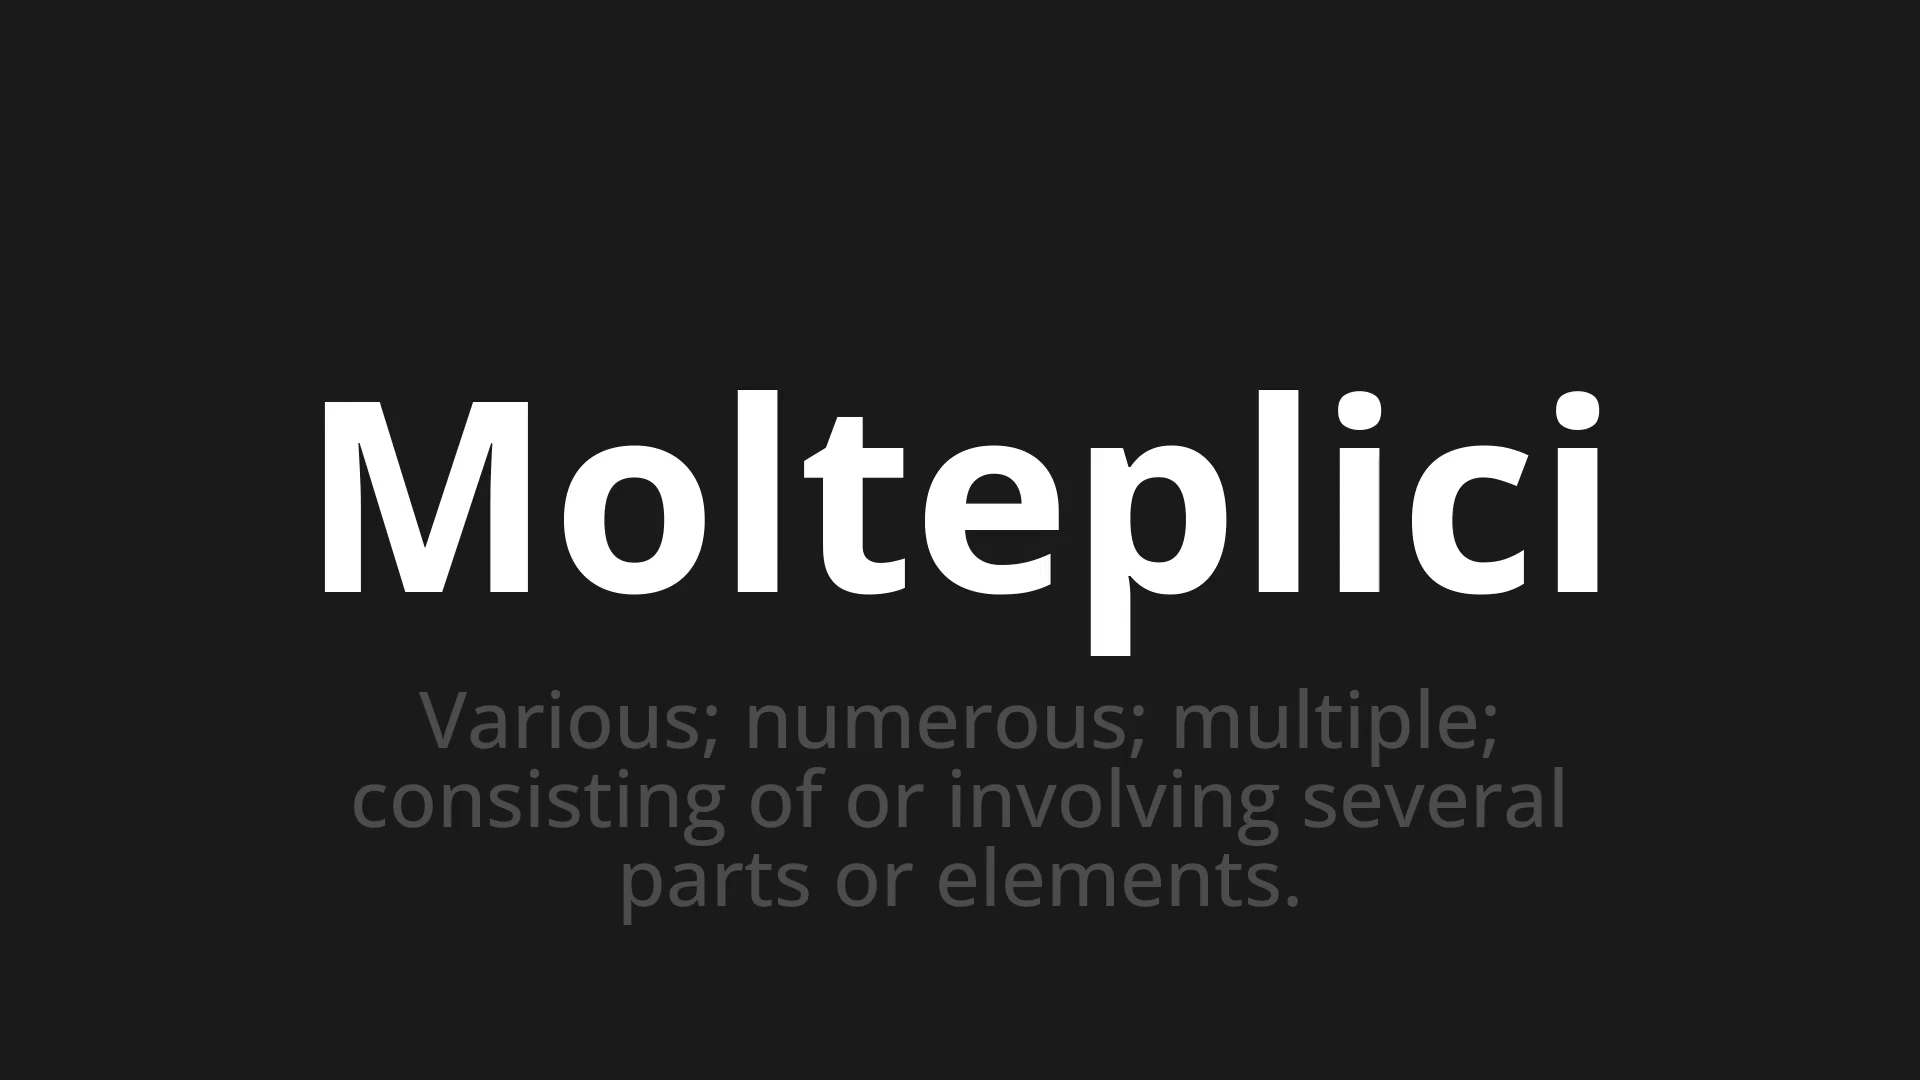 Molteplici
Various; numerous; multiple;
consisting of or involving several
parts or elements.